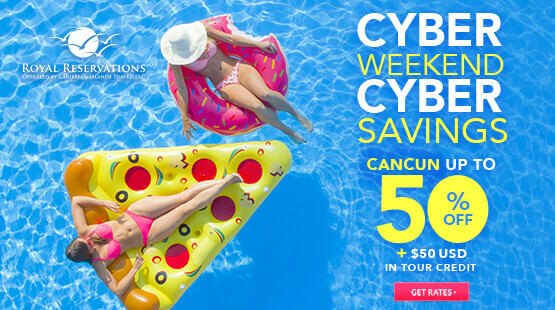 ROYAL RESERVATIONS
OPERATED BY CARIBBEAN ISLANDS TRAVEL LLC
CYBER
WEEKEND
CYBER
SAVINGS
CANCUN UP TO
50% OFF
+ $50 USD
IN TOUR CREDIT
GET RATES ›